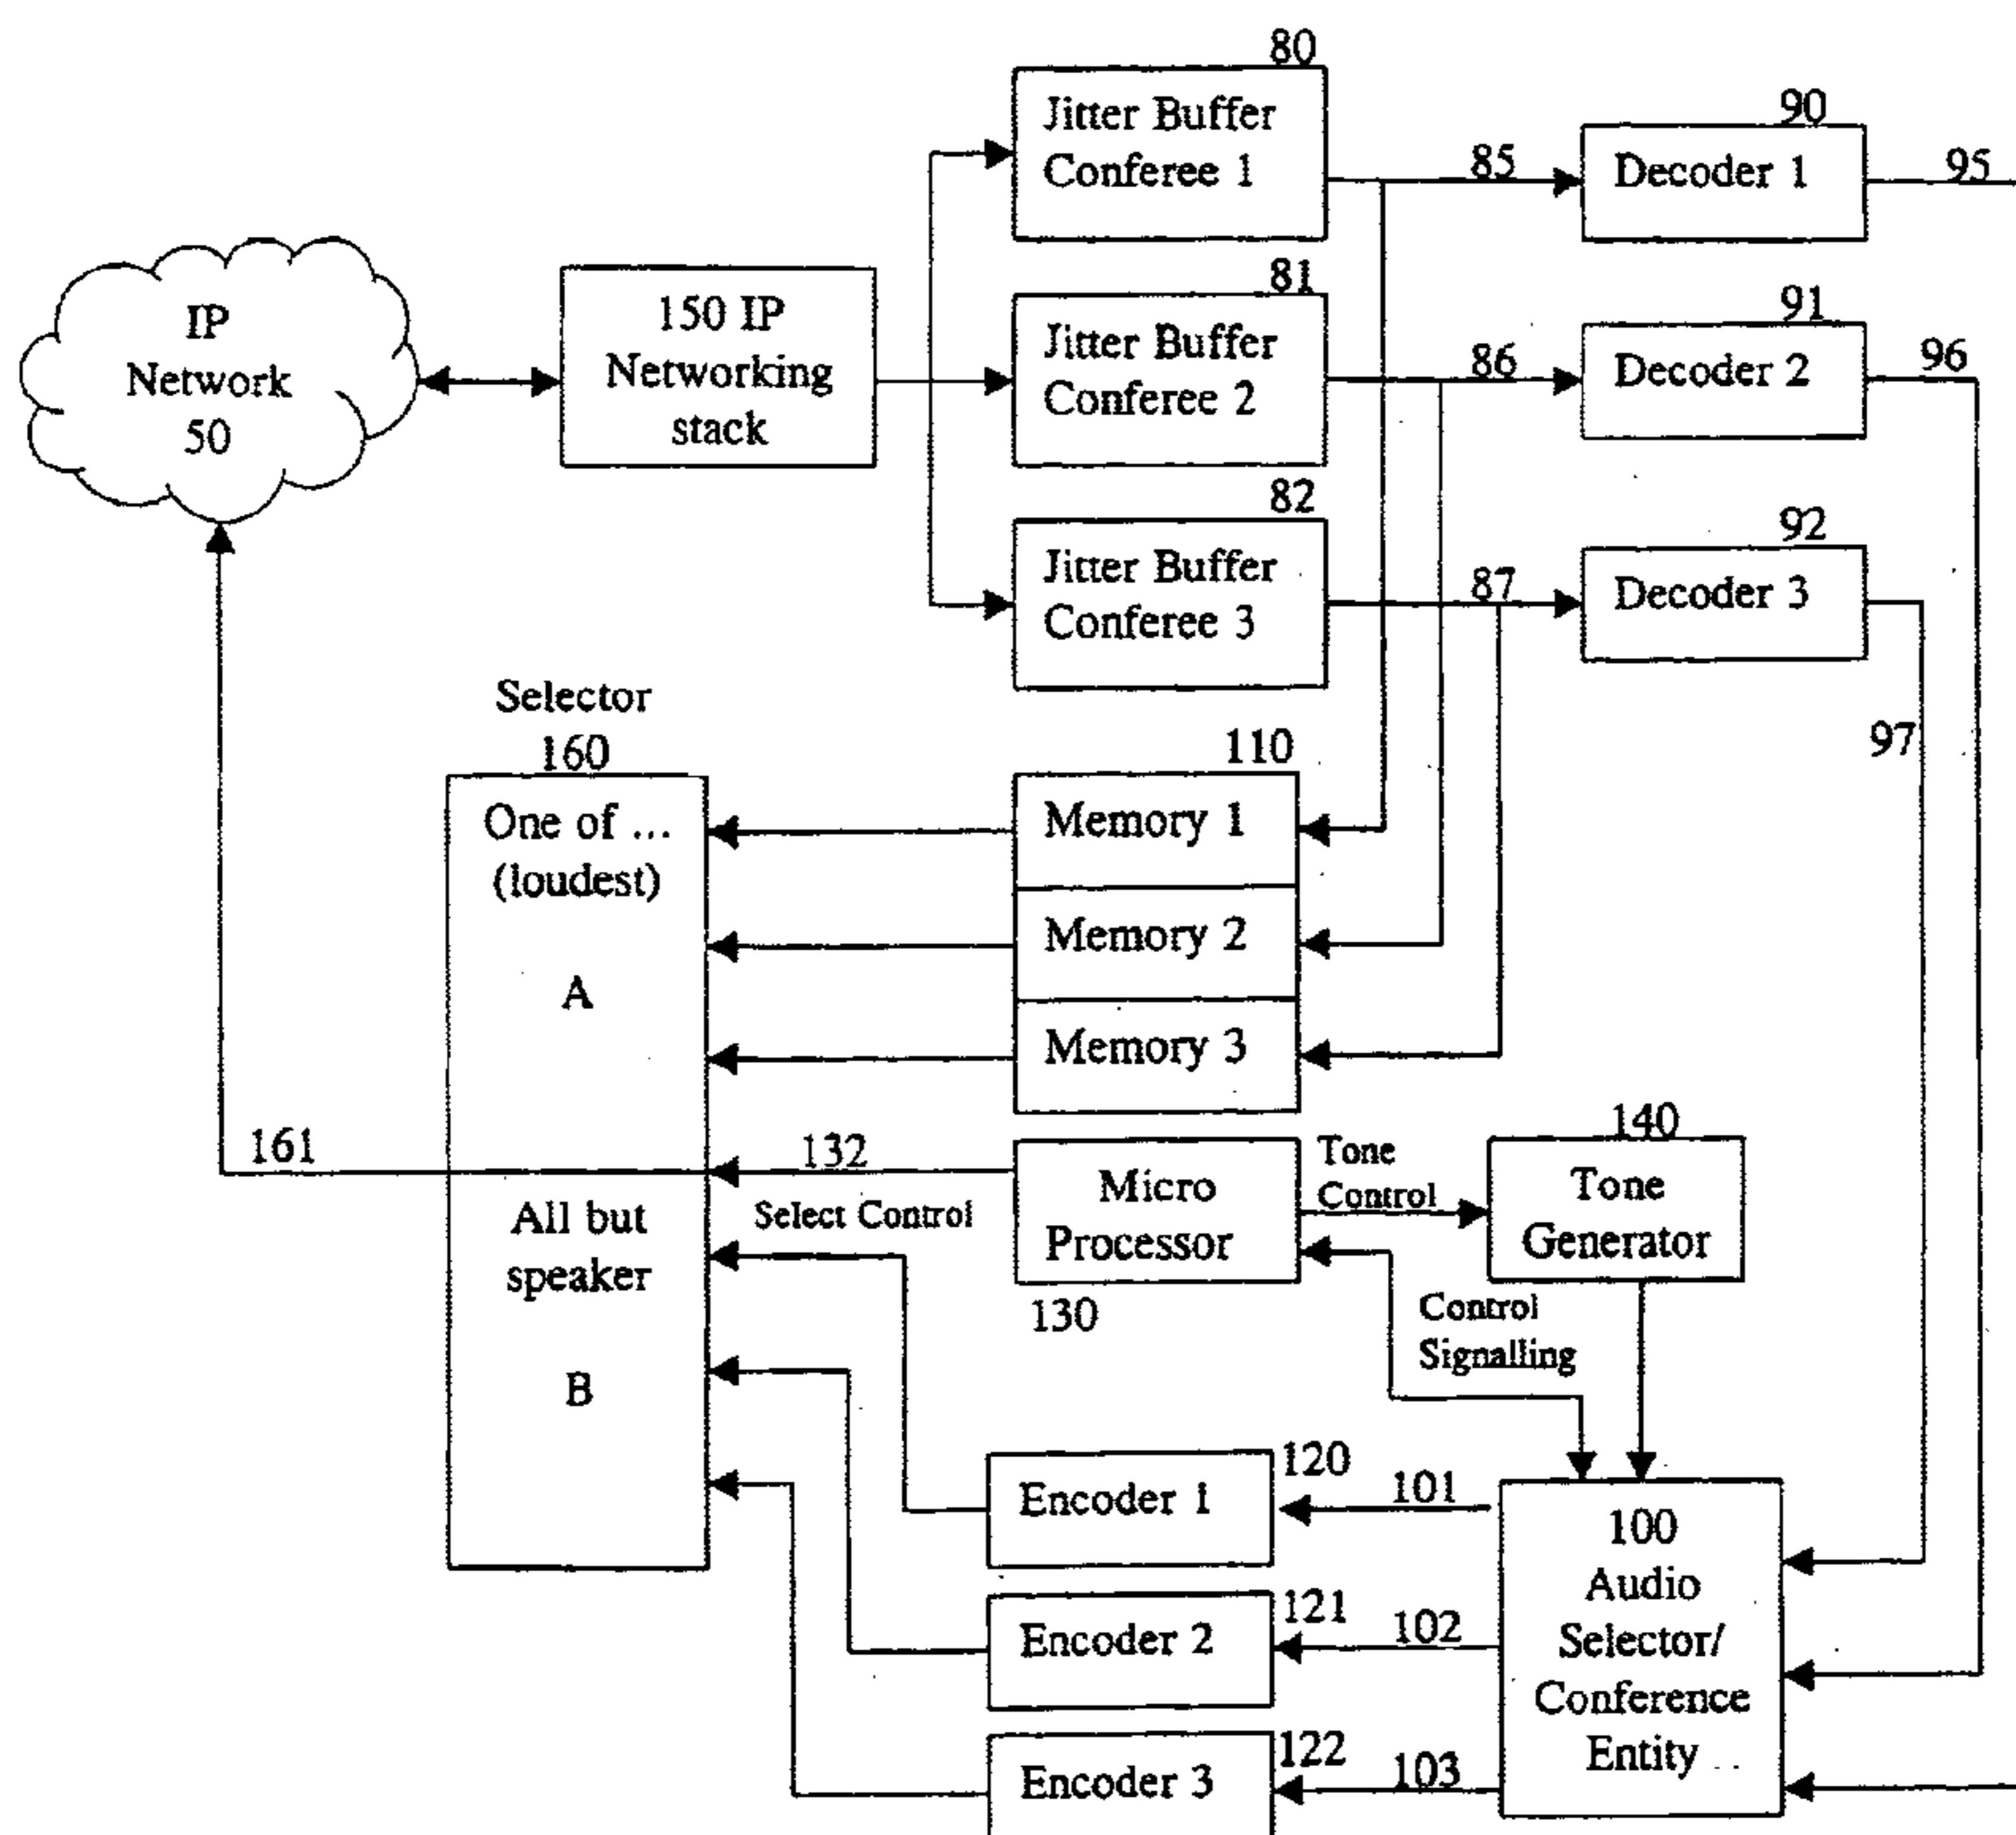 80
Jitter Buffer
Conferee 1
85
90
Decoder 1
95
IP
Network
50
150 IP
Networking
stack
81
Jitter Buffer
Conferee 2
86
91
Decoder 2
96
82
Jitter Buffer
Conferee 3
87
92
Decoder 3
97
Selector
160
One of ...
(loudest)
A
110
Memory 1
Memory 2
Memory 3
161
132
Select Control
Micro
Processor
130
Tone
Control
140
Tone
Generator
All but
speaker
B
Control
Signalling
120
Encoder 1
101
121
Encoder 2
102
122
Encoder 3
103
100
Audio
Selector/
Conference
Entity